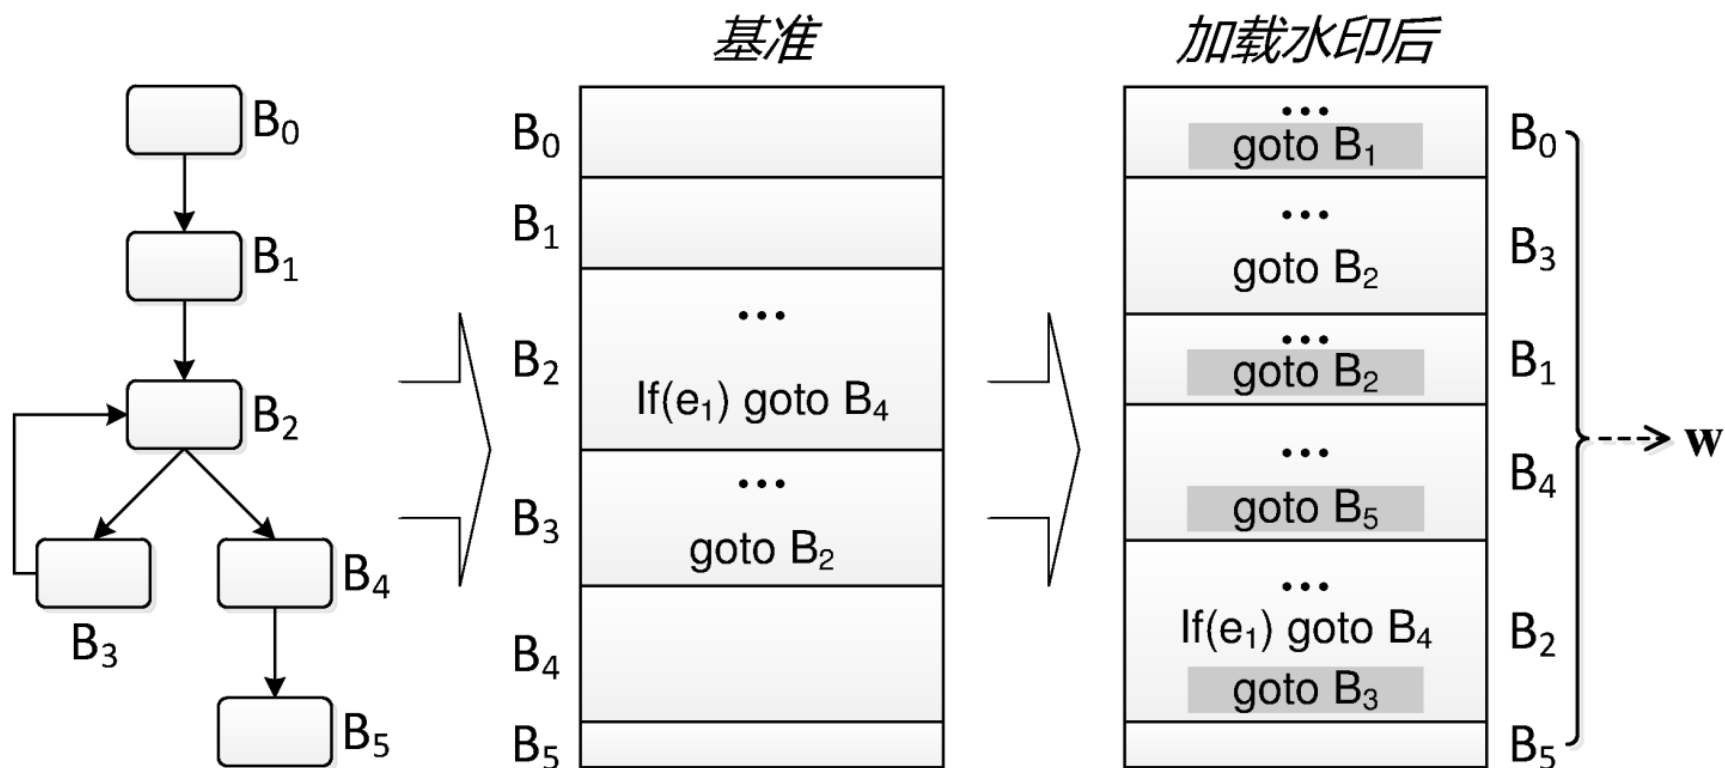 基准
加载水印后
B₀
B₁
B₂
B₃
B₄
B₅
B₀
B₁
B₂
...
If(e₁) goto B₄
B₃
...
goto B₂
B₄
B₅
...
goto B₁
B₀
...
goto B₂
B₃
...
goto B₂
B₁
...
goto B₅
B₄
...
If(e₁) goto B₄
goto B₃
B₂
B₅
w